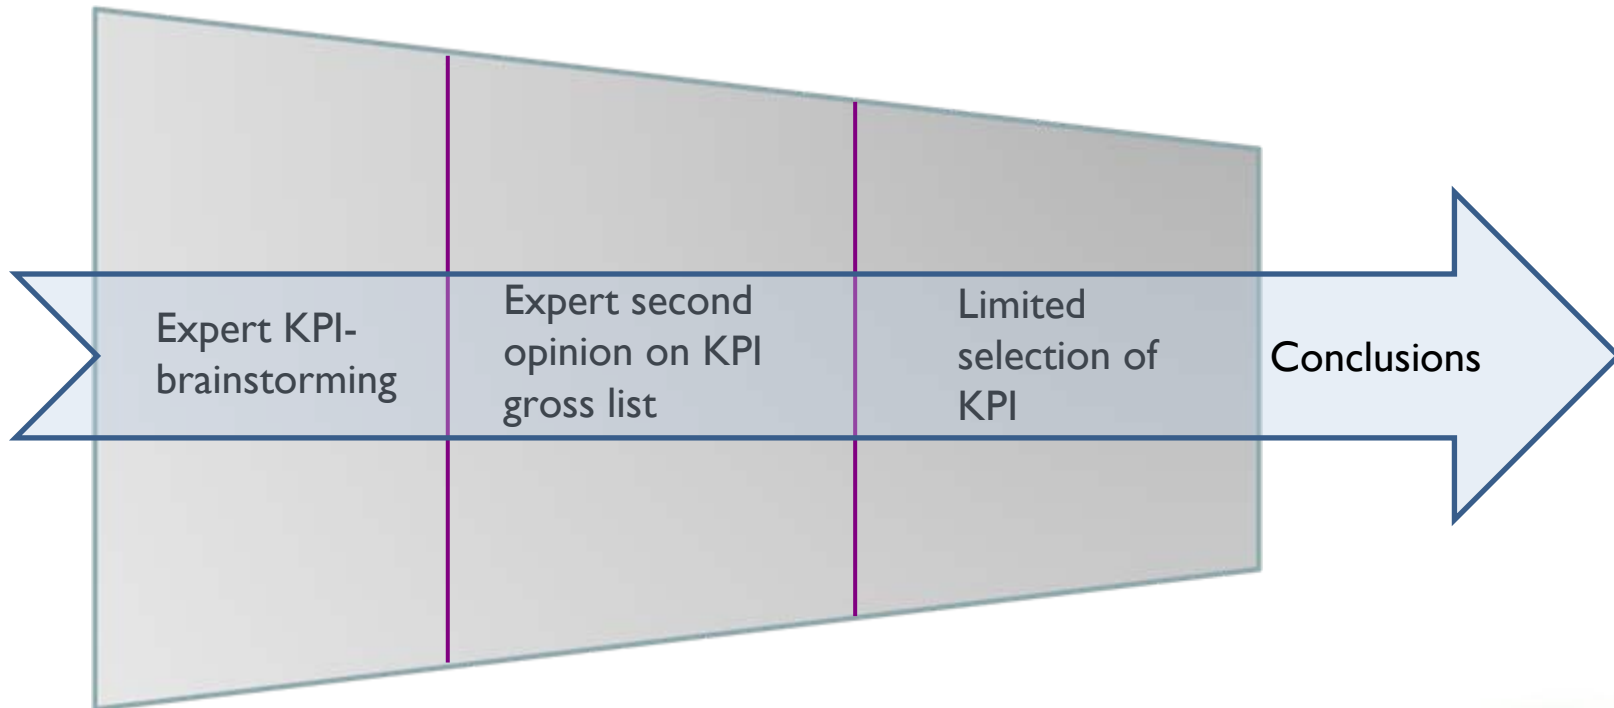 Expert KPI-
brainstorming
Expert second
opinion on KPI
gross list
Limited
selection of
KPI
Conclusions